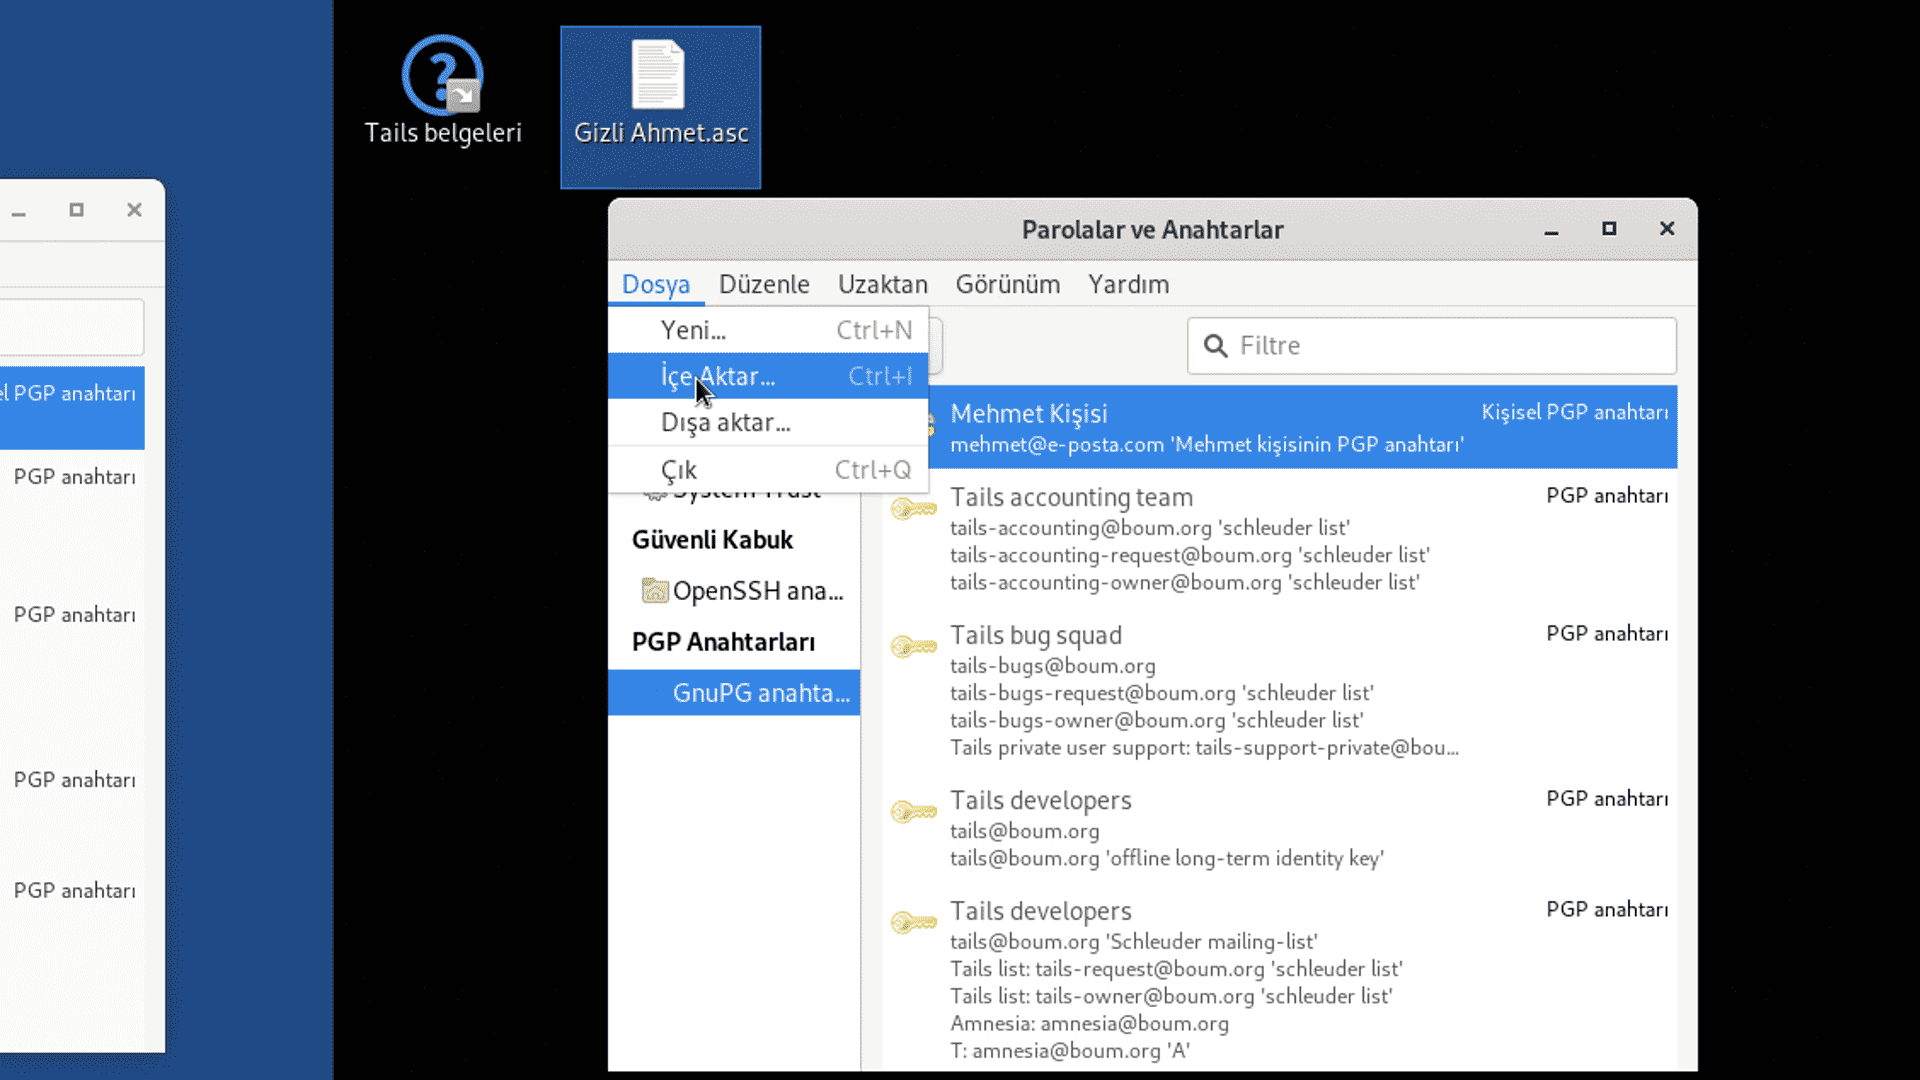 Tails belgeleri
Gizli Ahmet.asc
Parolalar ve Anahtarlar
Dosya Düzenle Uzaktan Görünüm Yardım
Yeni... Ctrl+N
İçe Aktar... Ctrl+I
Dışa aktar...
Çık Ctrl+Q
Filtre
System Trust
Güvenli Kabuk
OpenSSH ana...
PGP Anahtarları
GnuPG anahta...
Mehmet Kişisi Kişisel PGP anahtarı
mehmet@e-posta.com 'Mehmet kişisinin PGP anahtarı'
Tails accounting team PGP anahtarı
tails-accounting@boum.org 'schleuder list'
tails-accounting-request@boum.org 'schleuder list'
tails-accounting-owner@boum.org 'schleuder list'
Tails bug squad PGP anahtarı
tails-bugs@boum.org
tails-bugs-request@boum.org 'schleuder list'
tails-bugs-owner@boum.org 'schleuder list'
Tails private user support: tails-support-private@bou...
Tails developers PGP anahtarı
tails@boum.org
tails@boum.org 'offline long-term identity key'
Tails developers PGP anahtarı
tails@boum.org 'Schleuder mailing-list'
Tails list: tails-request@boum.org 'schleuder list'
Tails list: tails-owner@boum.org 'schleuder list'
Amnesia: amnesia@boum.org
T: amnesia@boum.org 'A'
el PGP anahtarı
PGP anahtarı
PGP anahtarı
PGP anahtarı
PGP anahtarı